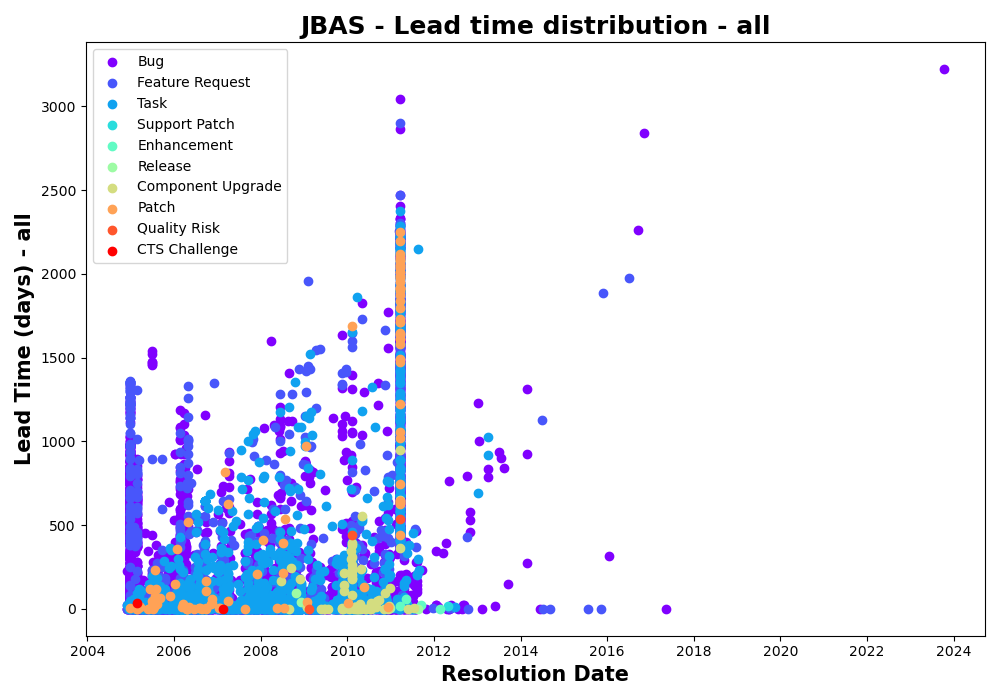 JBAS - Lead time distribution - all
Bug
Feature Request
Task
Support Patch
Enhancement
Release
Component Upgrade
Patch
Quality Risk
CTS Challenge
Lead Time (days) - all
3000
2500
2000
1500
1000
500
0
2004 2006 2008 2010 2012 2014 2016 2018 2020 2022 2024
Resolution Date